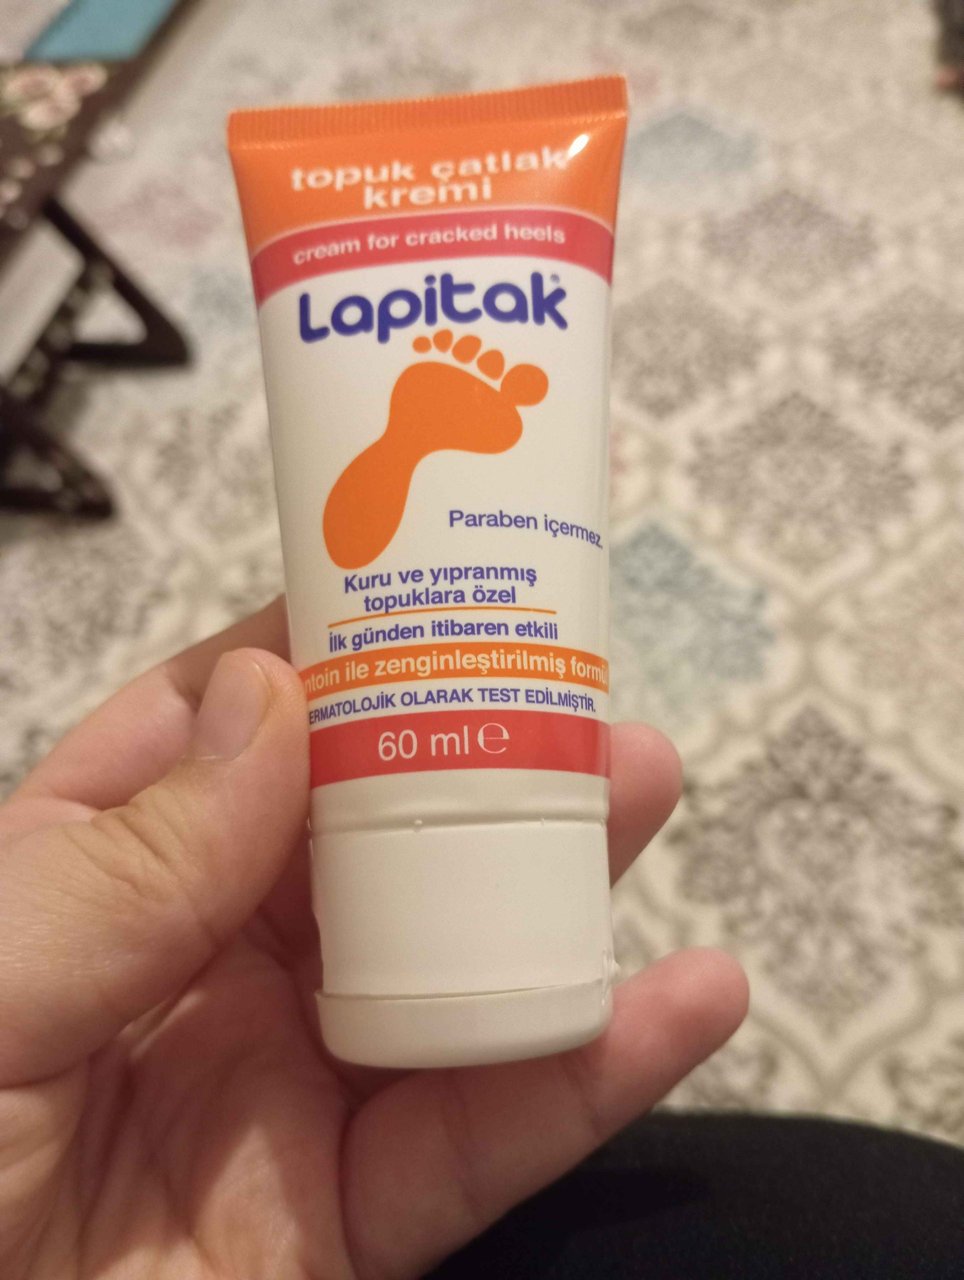 topuk çatlak
kremi
cream for cracked heels
Lapitak®
Paraben içermez.
Kuru ve yıpranmış
topuklara özel
İlk günden itibaren etkili
ile zenginleştirilmiş
OLARAK TEST EDİLMİŞTİR.
60 ml ℮